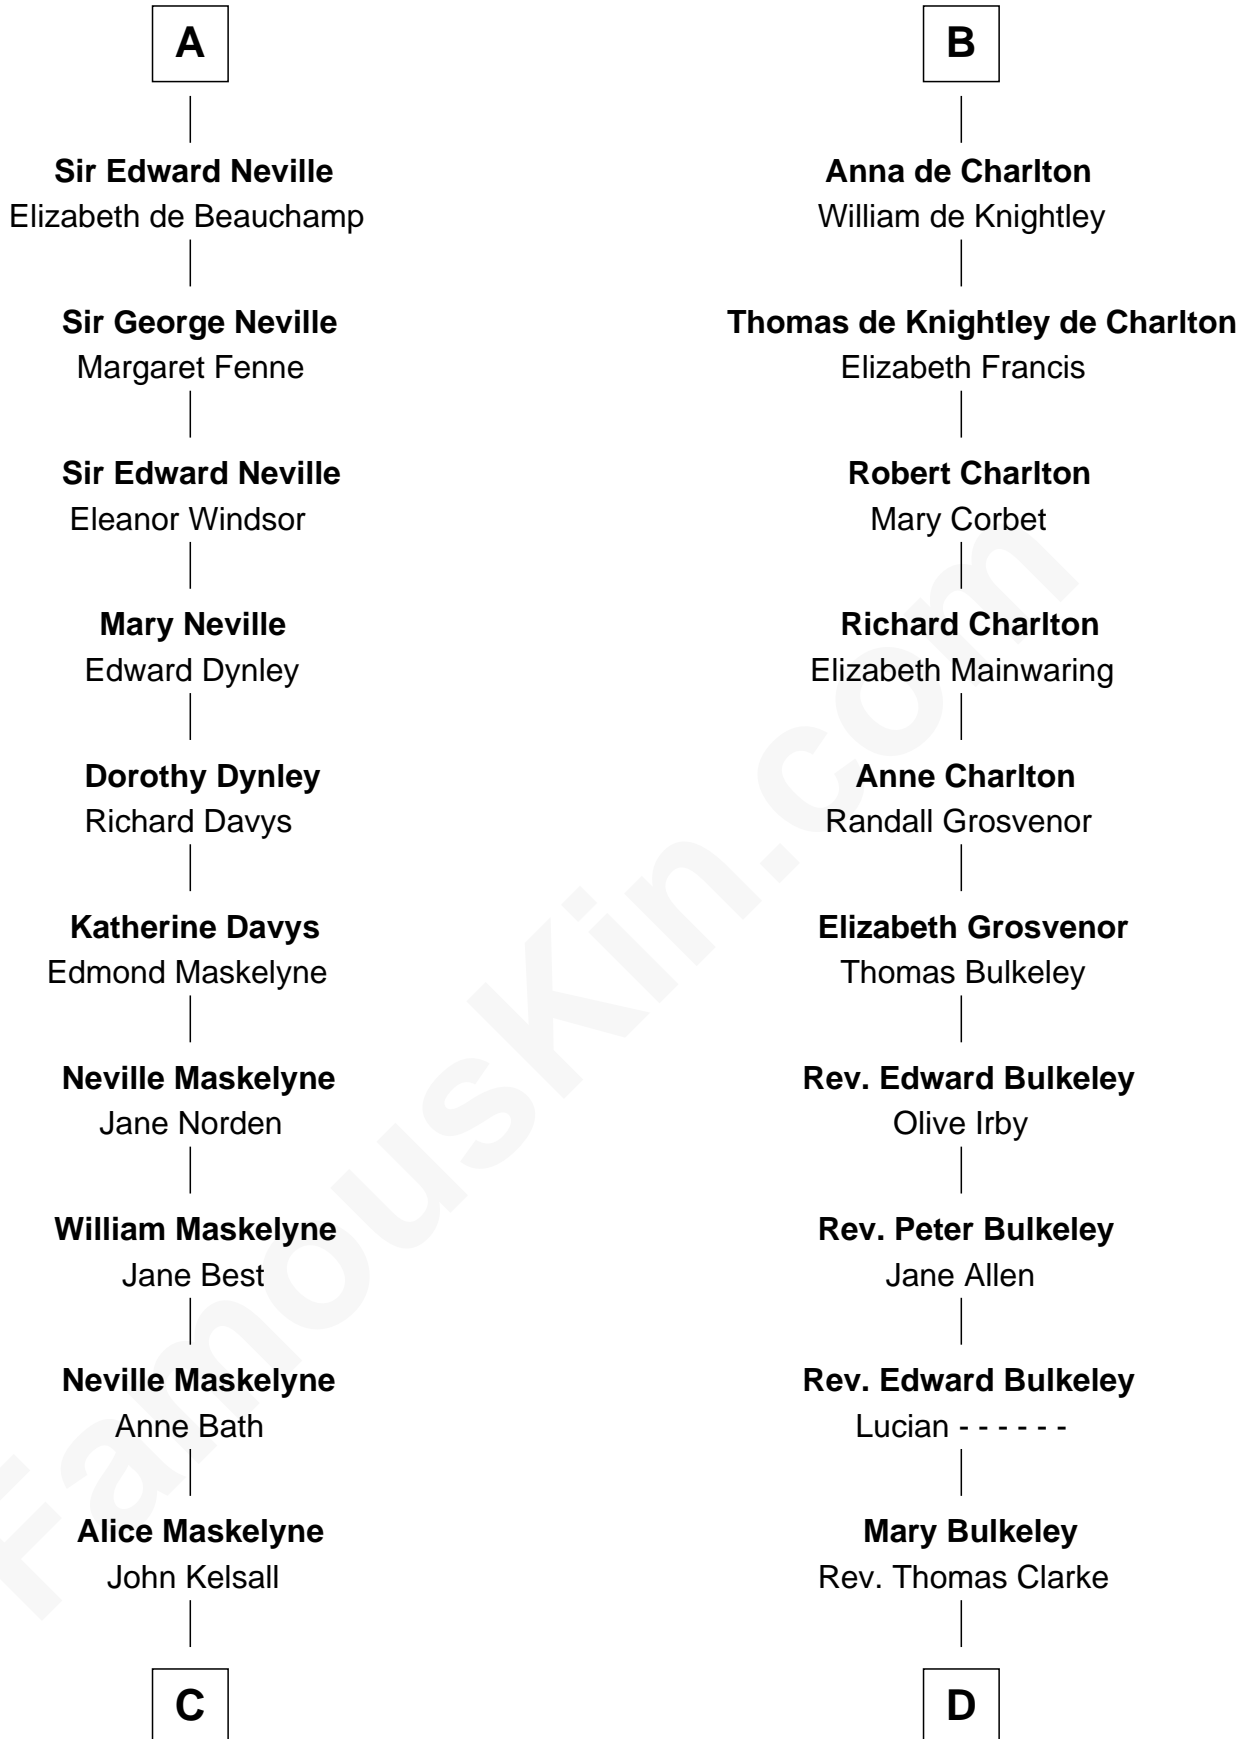 A
Sir Edward Neville
Elizabeth de Beauchamp
Sir George Neville
Margaret Fenne
Sir Edward Neville
Eleanor Windsor
Mary Neville
Edward Dynley
Dorothy Dynley
Richard Davys
Katherine Davys
Edmond Maskelyne
Neville Maskelyne
Jane Norden
William Maskelyne
Jane Best
Neville Maskelyne
Anne Bath
Alice Maskelyne
John Kelsall
C
B
Anna de Charlton
William de Knightley
Thomas de Knightley de Charlton
Elizabeth Francis
Robert Charlton
Mary Corbet
Richard Charlton
Elizabeth Mainwaring
Anne Charlton
Randall Grosvenor
Elizabeth Grosvenor
Thomas Bulkeley
Rev. Edward Bulkeley
Olive Irby
Rev. Peter Bulkeley
Jane Allen
Rev. Edward Bulkeley
Lucian - - - - - -
Mary Bulkeley
Rev. Thomas Clarke
D
FamousKin.com